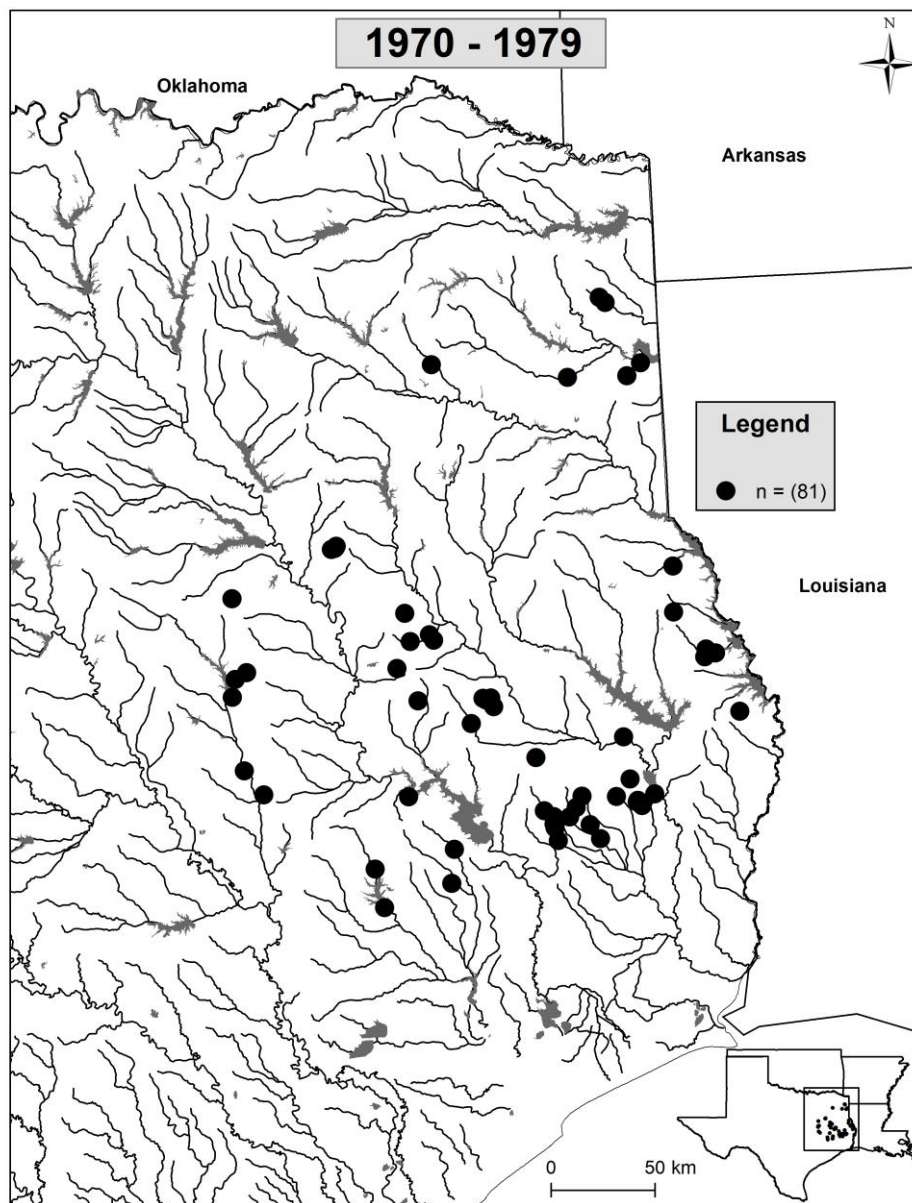 1970 - 1979
N
Oklahoma
Arkansas
Legend
n = (81)
Louisiana
0 50 km